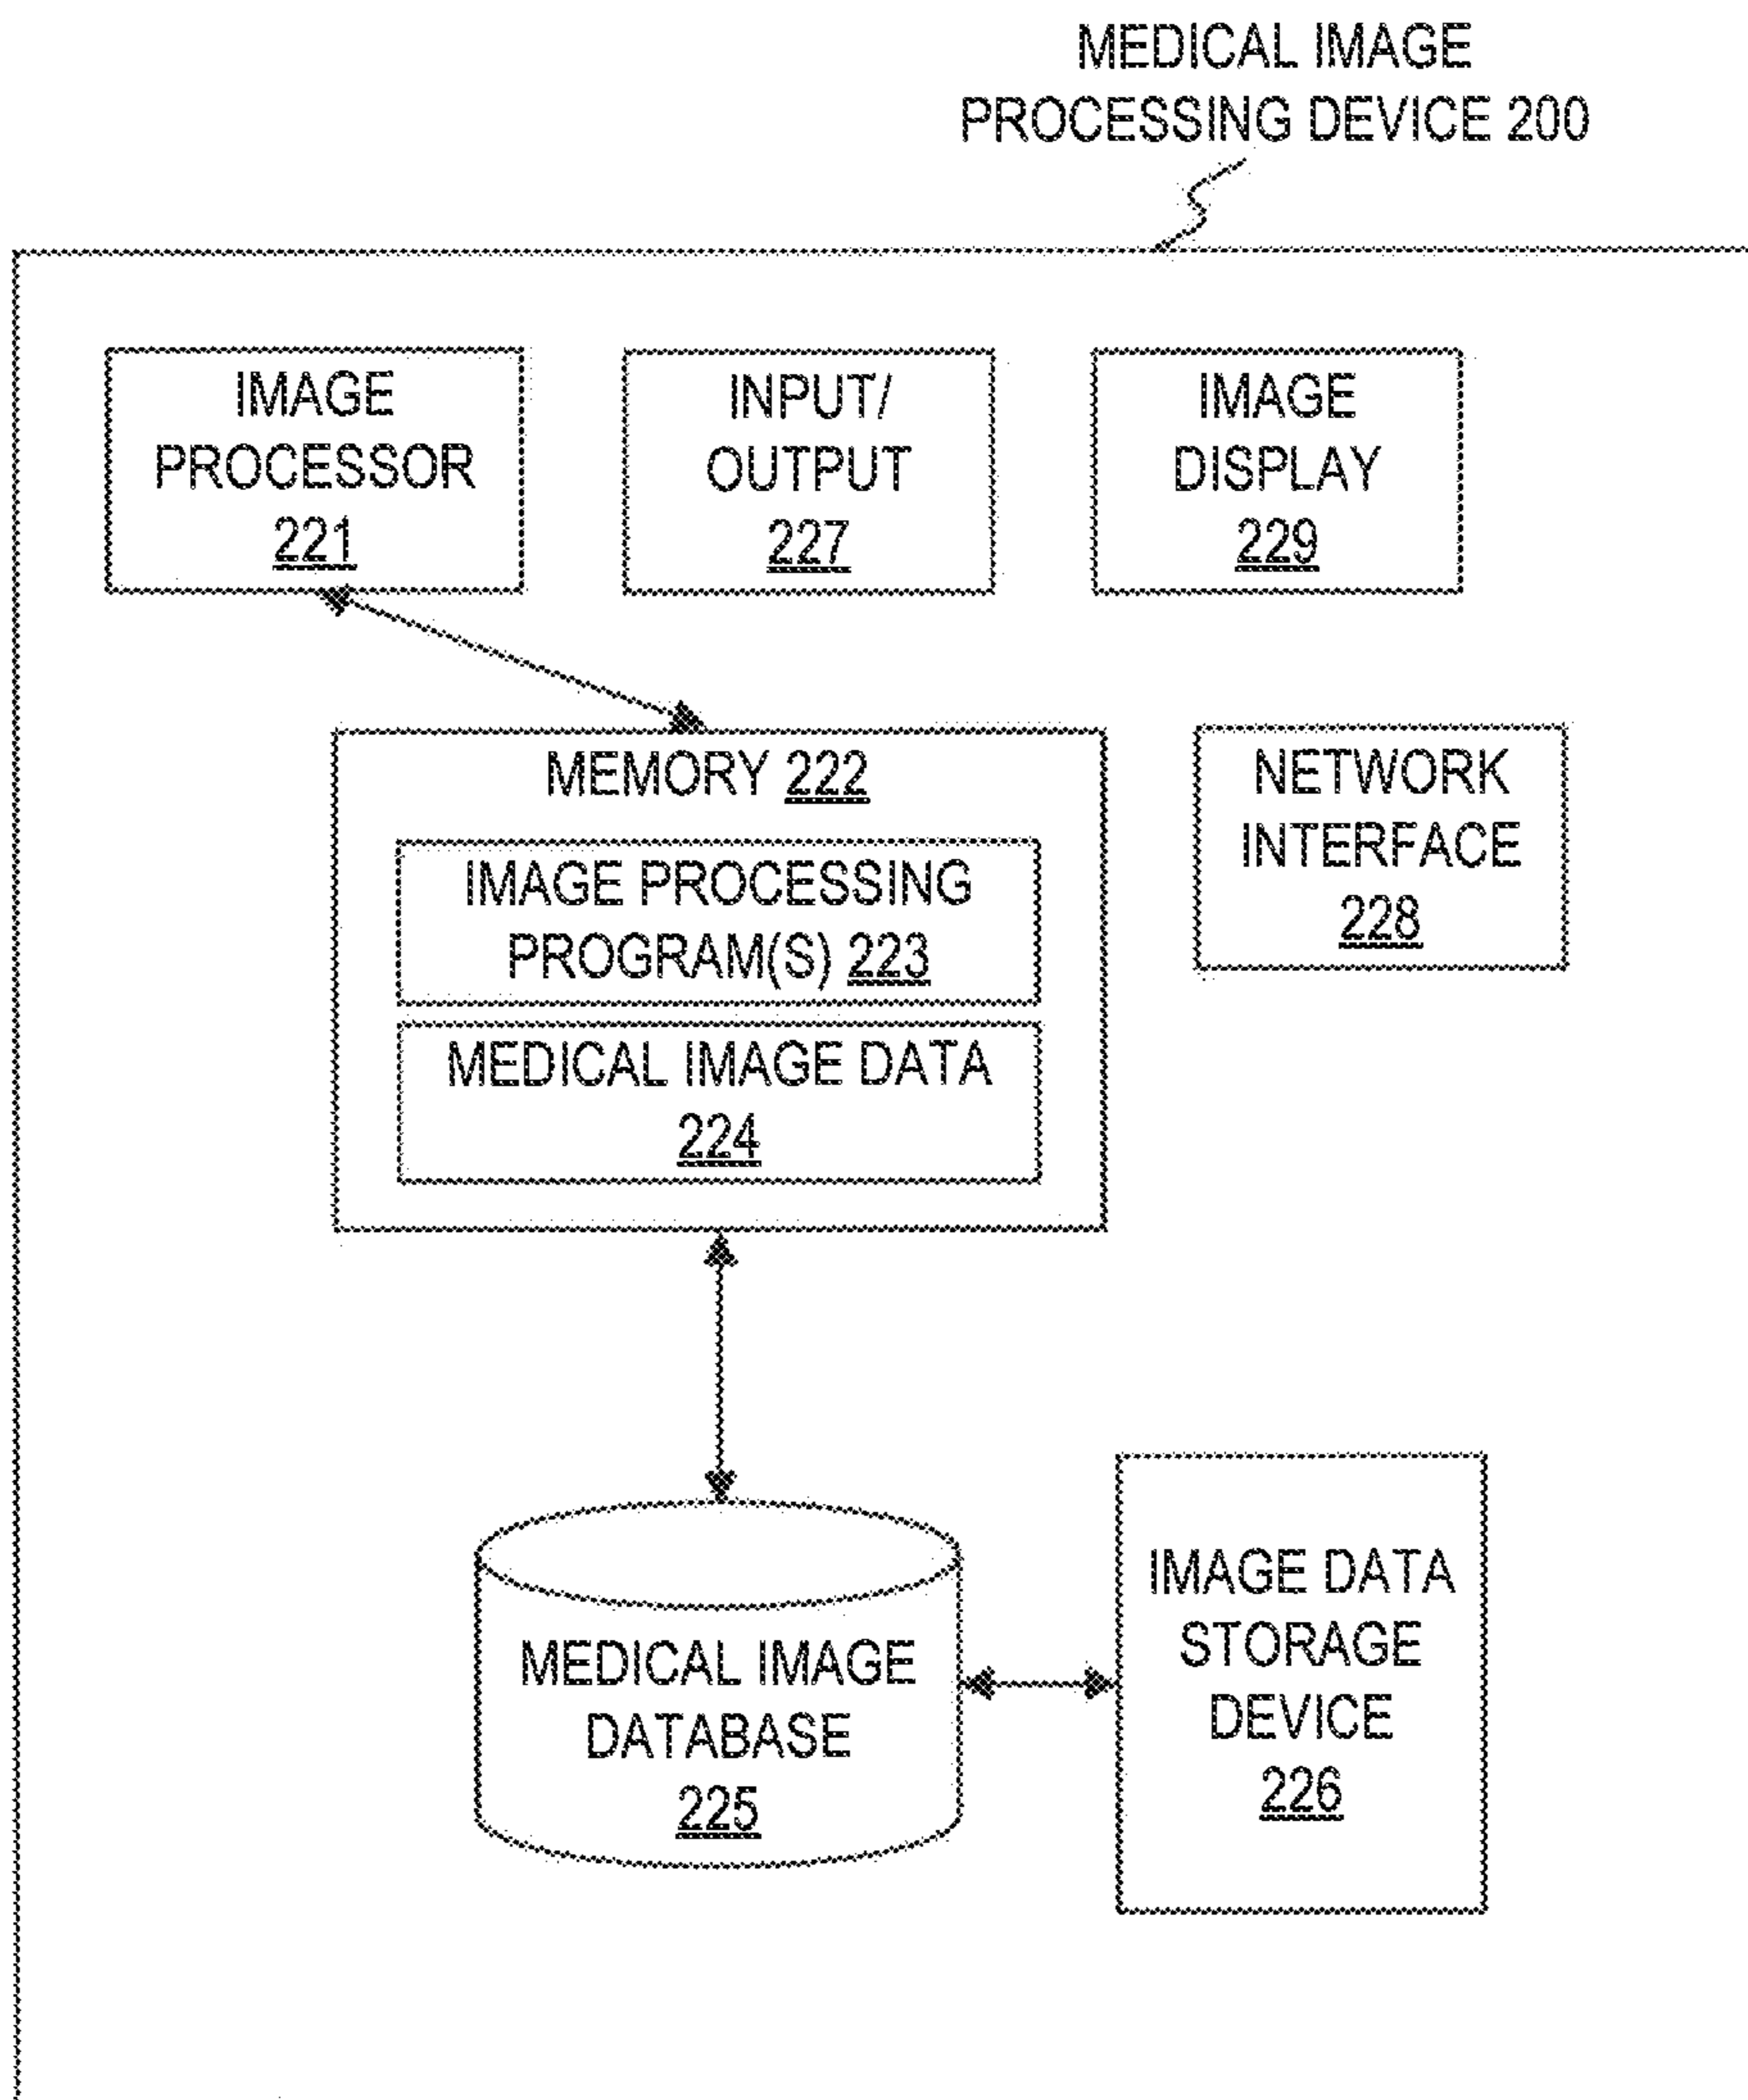 MEDICAL IMAGE
PROCESSING DEVICE 200
IMAGE
PROCESSOR
221
INPUT/
OUTPUT
227
IMAGE
DISPLAY
229
MEMORY 222
IMAGE PROCESSING
PROGRAM(S) 223
MEDICAL IMAGE DATA
224
NETWORK
INTERFACE
228
MEDICAL IMAGE
DATABASE
225
IMAGE DATA
STORAGE
DEVICE
226